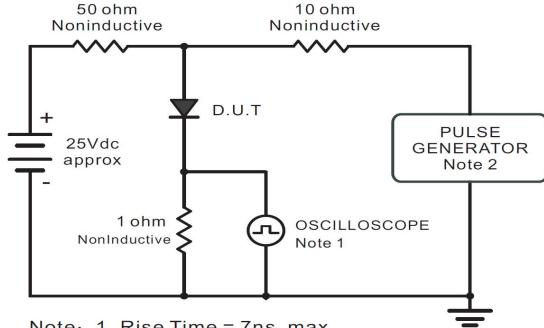 50 ohm
Noninductive
10 ohm
Noninductive
D.U.T
+
25Vdc
approx
-
PULSE
GENERATOR
Note 2
1 ohm
NonInductive
OSCILLOSCOPE
Note 1
Note: 1. Rise Time = 7ns, max